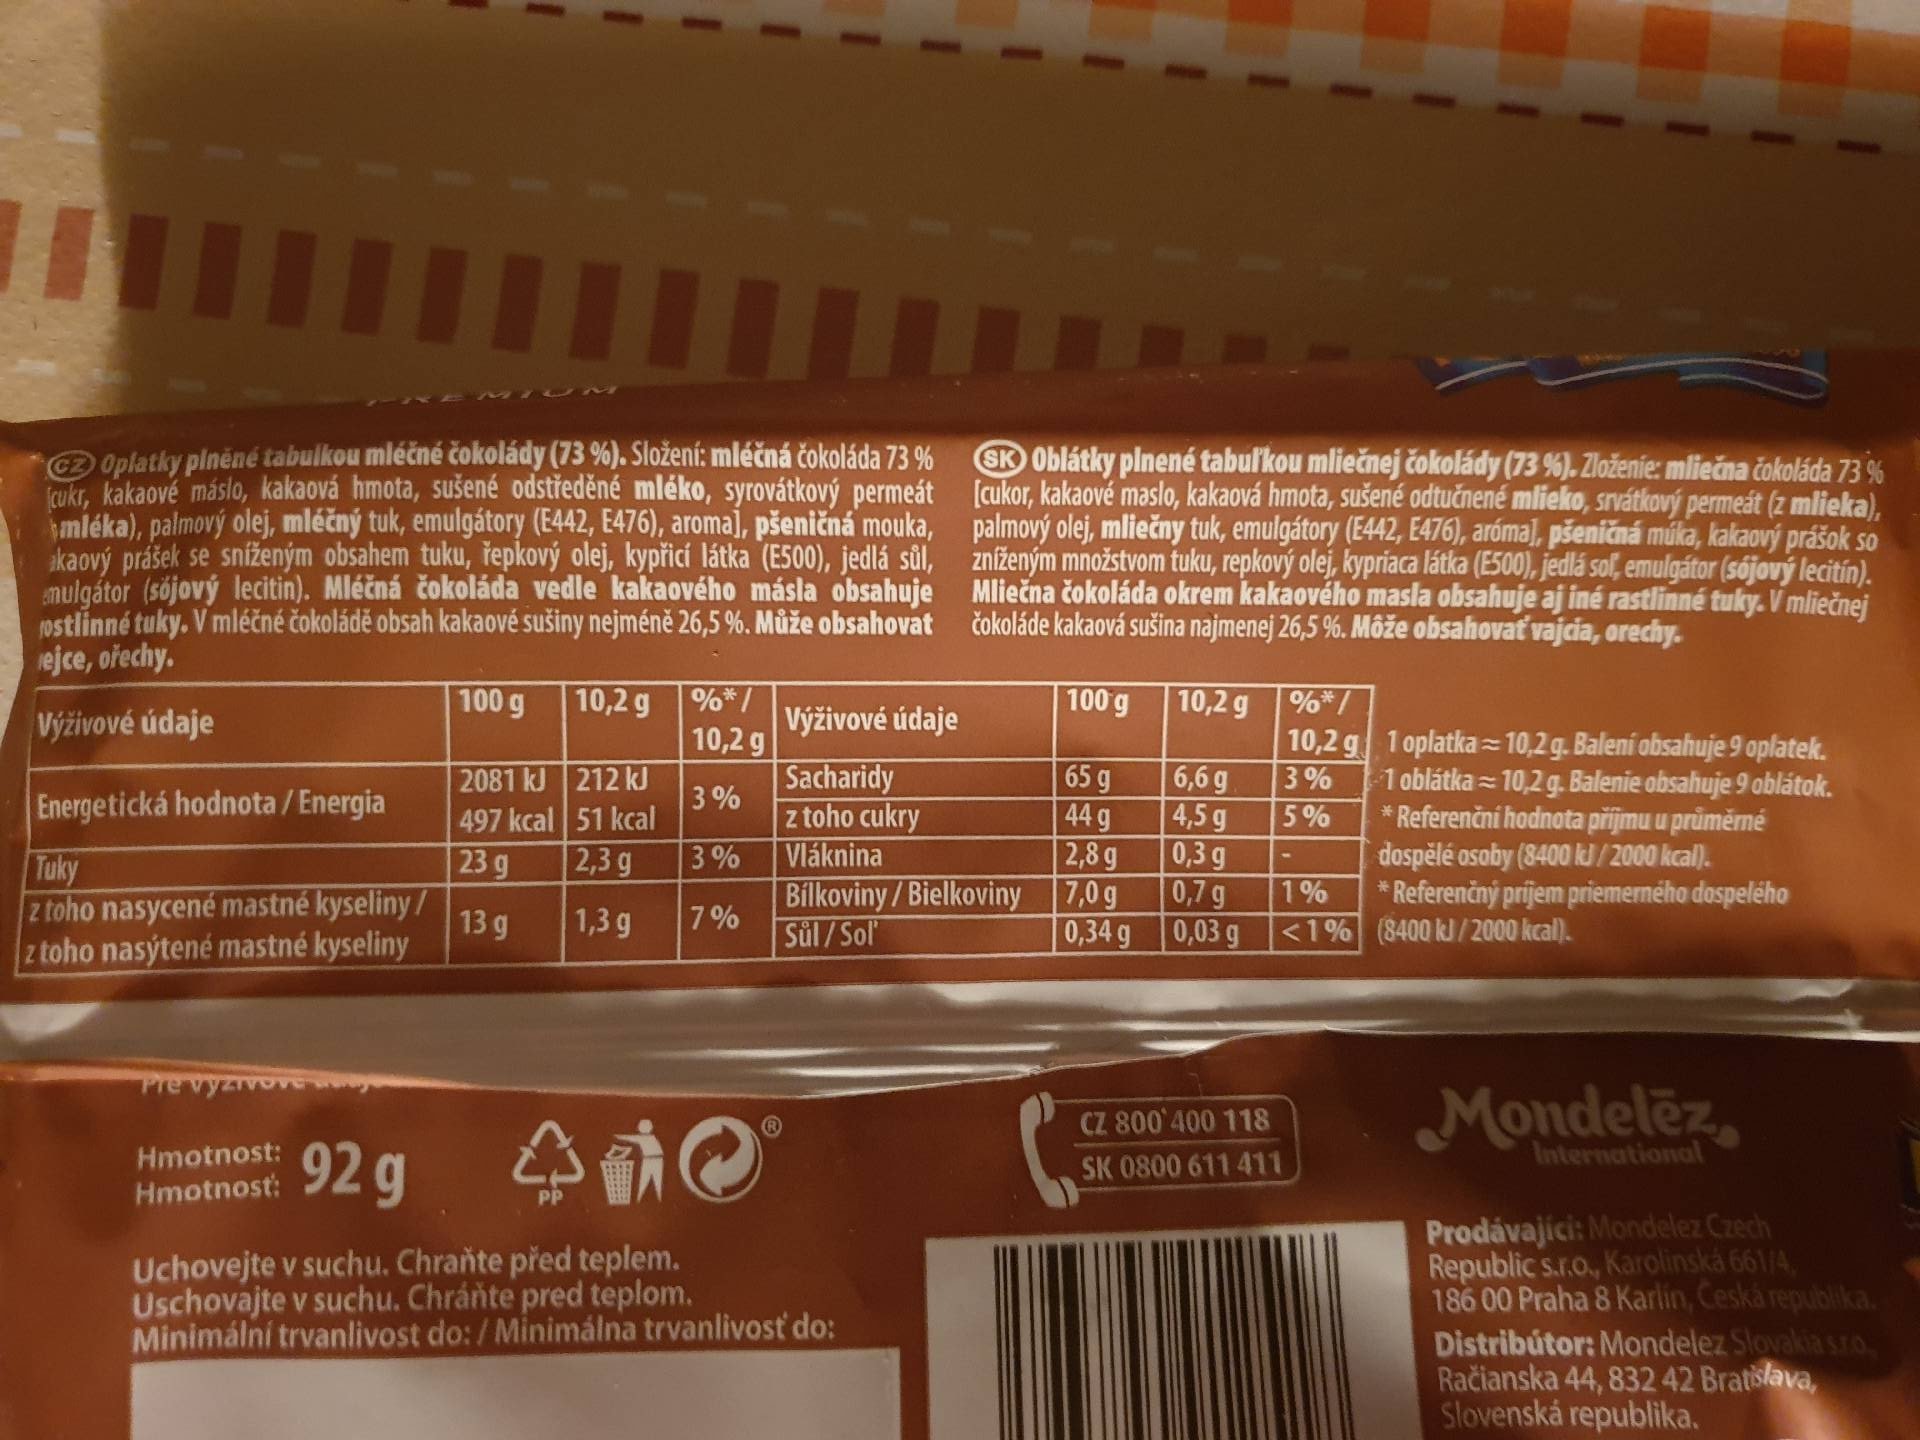 PREMIUM
CZ Oplatky plněné tabulkou mléčné čokolády (73 %). Složení: mléčná čokoláda 73 %
[cukr, kakaové máslo, kakaová hmota, sušené odstředěné mléko, syrovátkový permeát
mléka), palmový olej, mléčný tuk, emulgátory (E442, E476), aroma], pšeničná mouka,
kakaový prášek se sníženým obsahem tuku, řepkový olej, kypřicí látka (E500), jedlá sůl,
emulgátor (sójový lecitin). Mléčná čokoláda vedle kakaového másla obsahuje
rostlinné tuky. V mléčné čokoládě obsah kakaové sušiny nejméně 26,5 %. Může obsahovat
vejce, ořechy.
SK Oblátky plnené tabuľkou mliečnej čokolády (73 %). Zloženie: mliečna čokoláda 73 %
[cukor, kakaové maslo, kakaová hmota, sušené odtučnené mlieko, srvátkový permeát (z mlieka),
palmový olej, mliečny tuk, emulgátory (E442, E476), aróma], pšeničná múka, kakaový prášok so
zníženým množstvom tuku, repkový olej, kypriaca látka (E500), jedlá soľ, emulgátor (sójový lecitín).
Mliečna čokoláda okrem kakaového masla obsahuje aj iné rastlinné tuky. V mliečnej
čokoláde kakaová sušina najmenej 26,5 %. Môže obsahovať vajcia, orechy.
Výživové údaje 100 g 10,2 g %*/ 10,2 g
Energetická hodnota / Energia 2081 kJ 212 kJ 3 %
497 kcal 51 kcal
Tuky 23 g 2,3 g 3 %
z toho nasycené mastné kyseliny /
z toho nasýtené mastné kyseliny 13 g 1,3 g 7 %
Výživové údaje 100 g 10,2 g %*/ 10,2 g
Sacharidy 65 g 6,6 g 3 %
z toho cukry 44 g 4,5 g 5 %
Vláknina 2,8 g 0,3 g -
Bílkoviny / Bielkoviny 7,0 g 0,7 g 1 %
Sůl / Soľ 0,34 g 0,03 g < 1 %
1 oplatka ≈ 10,2 g. Balení obsahuje 9 oplatek.
1 oblátka ≈ 10,2 g. Balenie obsahuje 9 oblátok.
* Referenční hodnota příjmu u průměrné
dospělé osoby (8400 kJ / 2000 kcal).
* Referenčný príjem priemerného dospelého
(8400 kJ / 2000 kcal).
Hmotnost:
Hmotnosť: 92 g
PP
®
CZ 800 400 118
SK 0800 611 411
Mondelēz
International
Uchovejte v suchu. Chraňte před teplem.
Uschovajte v suchu. Chráňte pred teplom.
Minimální trvanlivost do: / Minimálna trvanlivosť do:
Prodávající: Mondelez Czech
Republic s.r.o., Karolinská 661/4,
186 00 Praha 8 Karlín, Česká republika.
Distribútor: Mondelez Slovakia s.r.o.,
Račianska 44, 832 42 Bratislava,
Slovenská republika.